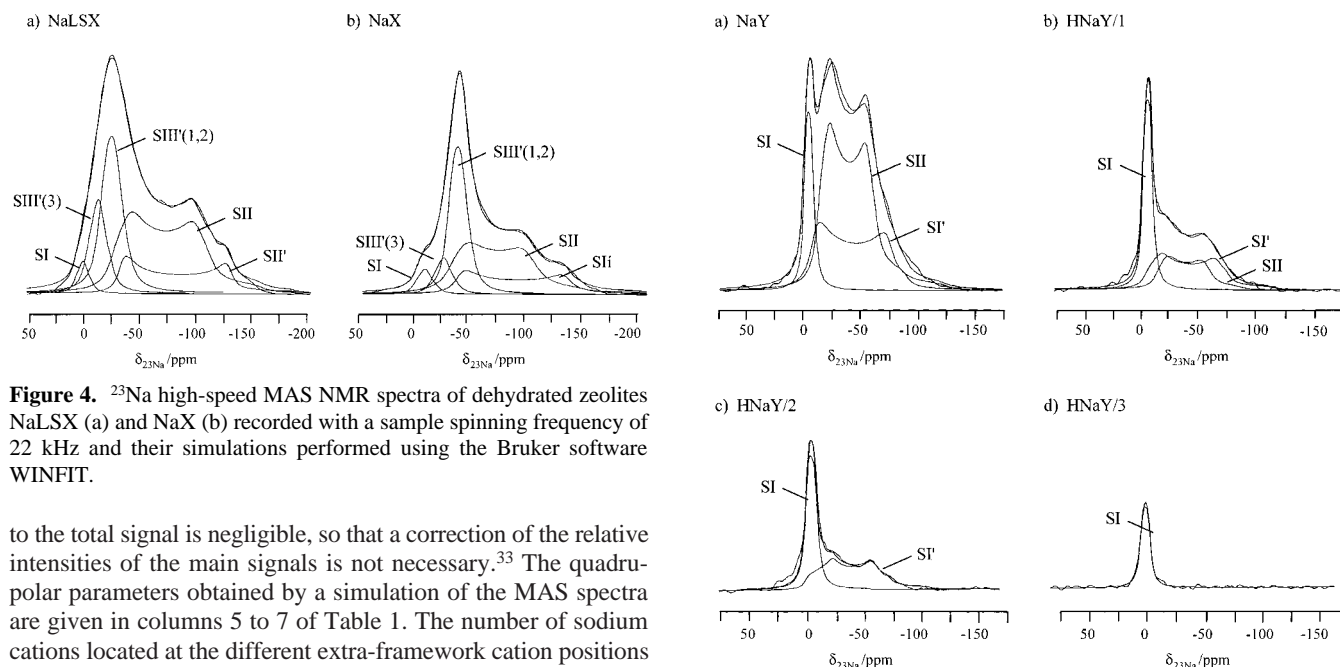 a) NaLSX
b) NaX
SIII'(1,2)
SIII'(3)
SI
SII
SII'
SIII'(1,2)
SIII'(3)
SI
SII
50 0 -50 -100 -150 -200
50 0 -50 -100 -150 -200
δ23Na /ppm
δ23Na /ppm
Figure 4. 23Na high-speed MAS NMR spectra of dehydrated zeolites
NaLSX (a) and NaX (b) recorded with a sample spinning frequency of
22 kHz and their simulations performed using the Bruker software
WINFIT.
to the total signal is negligible, so that a correction of the relative
intensities of the main signals is not necessary.33 The quadru-
polar parameters obtained by a simulation of the MAS spectra
are given in columns 5 to 7 of Table 1. The number of sodium
cations located at the different extra-framework cation positions
a) NaY
b) HNaY/1
SI
SII
SI'
SI
SI'
SII
50 0 -50 -100 -150
50 0 -50 -100 -150
δ23Na /ppm
δ23Na /ppm
c) HNaY/2
d) HNaY/3
SI
SI'
SI
50 0 -50 -100 -150
50 0 -50 -100 -150
δ23Na /ppm
δ23Na /ppm